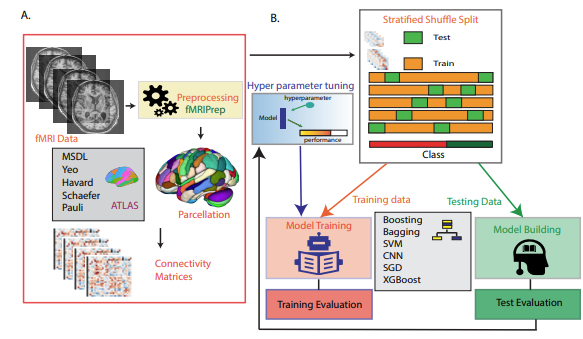 A.
B.
Stratified Shuffle Split
Test
Train
Class
Preprocessing
fMRIPrep
fMRI Data
MSDL
Yeo
Havard
Schaefer
Pauli
ATLAS
Parcellation
Connectivity
Matrices
Hyper parameter tuning
hyperparameter
Model
performance
Training data
Testing Data
Model Training
Boosting
Bagging
SVM
CNN
SGD
XGBoost
Model Building
Training Evaluation
Test Evaluation